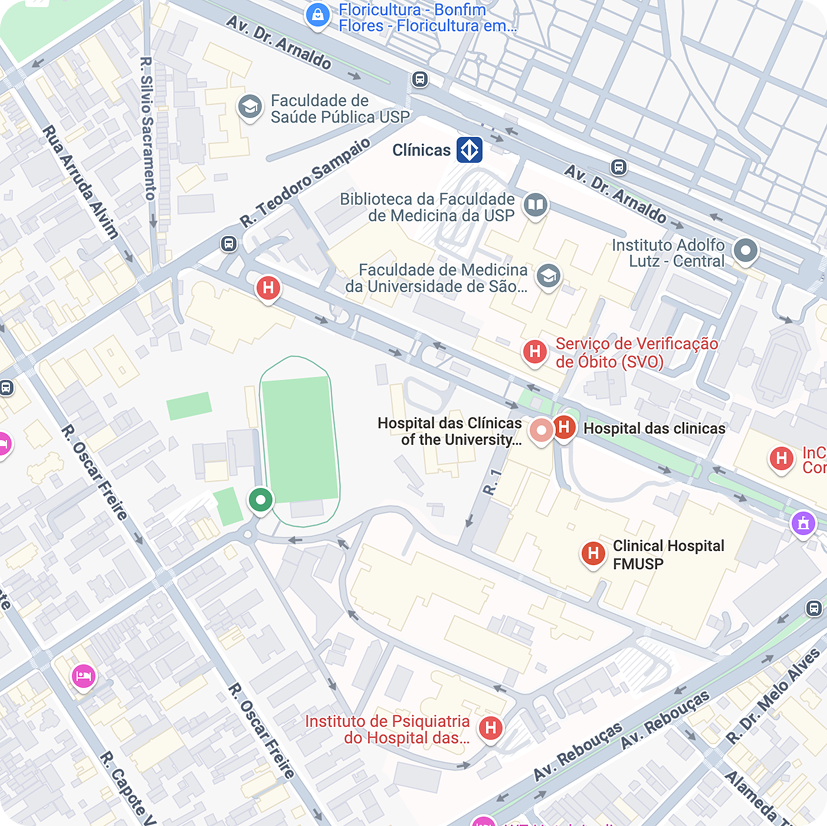 Floricultura - Bonfim
Flores - Floricultura em...
Av. Dr. Arnaldo
R. Silvio Sacramento
Faculdade de
Saúde Pública USP
Rua Arruda Alvim
Clínicas
R. Teodoro Sampaio
Av. Dr. Arnaldo
Biblioteca da Faculdade
de Medicina da USP
Instituto Adolfo
Lutz - Central
Faculdade de Medicina
da Universidade de São...
H
H
Serviço de Verificação
de Óbito (SVO)
Hospital das Clínicas
of the University...
H
Hospital das clinicas
R. Oscar Freire
H
InC
Cor
R. 1
H
Clinical Hospital
FMUSP
R. Oscar Freire
Instituto de Psiquiatria
do Hospital das...
H
Av. Rebouças
Av. Rebouças
R. Dr. Melo Alves
R. Capote V
Alameda